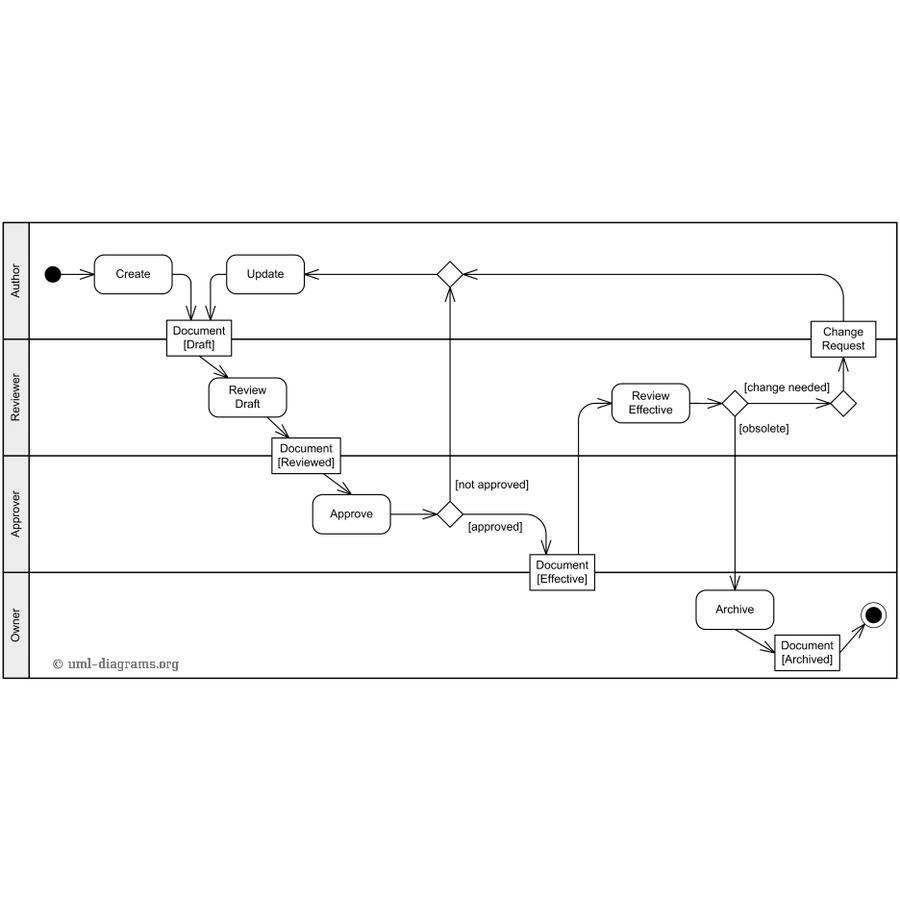 Author
Create
Update
Document
[Draft]
Change
Request
Reviewer
Review
Draft
Review
Effective
[change needed]
[obsolete]
Document
[Reviewed]
Approver
Approve
[not approved]
[approved]
Document
[Effective]
Owner
Archive
Document
[Archived]
© uml-diagrams.org